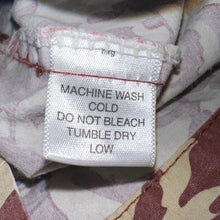 MACHINE WASH
COLD
DO NOT BLEACH
TUMBLE DRY
LOW